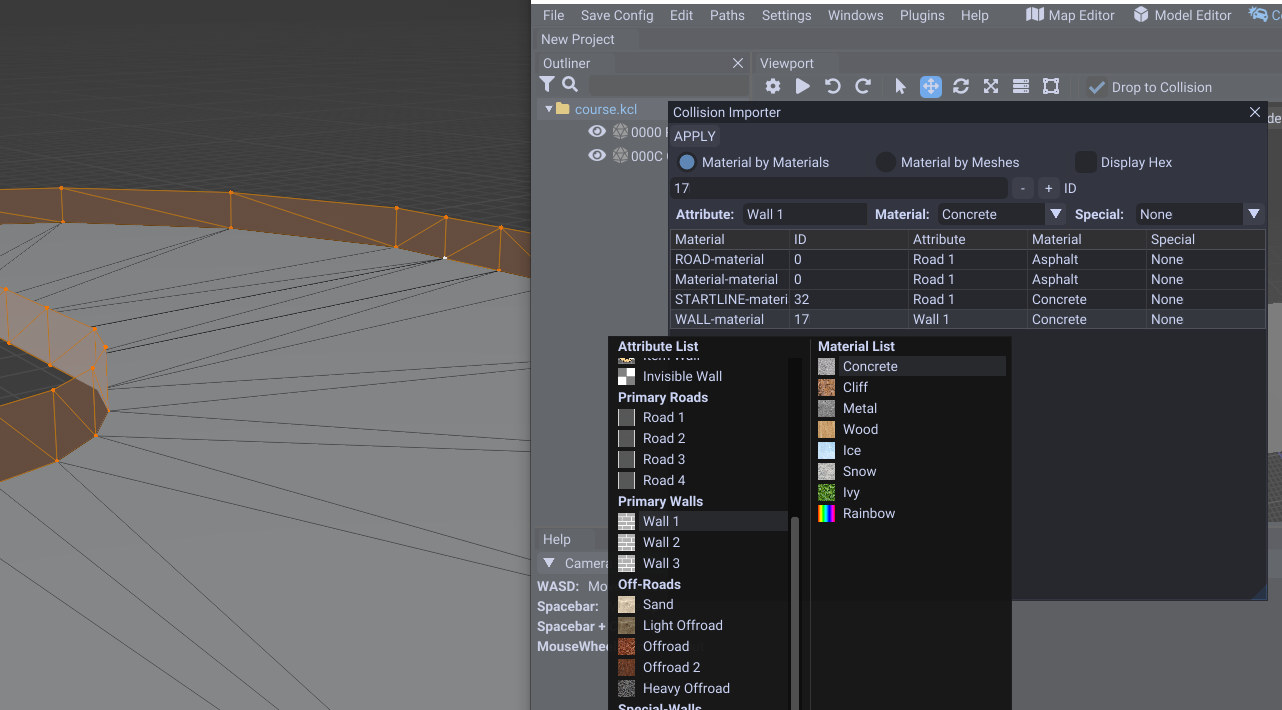 File Save Config Edit Paths Settings Windows Plugins Help Map Editor Model Editor
New Project
Outliner Viewport
Drop to Collision
course.kcl
Collision Importer
0000
000C
APPLY
Material by Materials Material by Meshes Display Hex
17 - + ID
Attribute: Wall 1 Material: Concrete Special: None
Material ID Attribute Material Special
ROAD-material 0 Road 1 Asphalt None
Material-material 0 Road 1 Asphalt None
STARTLINE-materi 32 Road 1 Concrete None
WALL-material 17 Wall 1 Concrete None
Attribute List
Item Wall
Invisible Wall
Primary Roads
Road 1
Road 2
Road 3
Road 4
Primary Walls
Wall 1
Wall 2
Wall 3
Off-Roads
Sand
Light Offroad
Offroad
Offroad 2
Heavy Offroad
Special-Walls
Material List
Concrete
Cliff
Metal
Wood
Ice
Snow
Ivy
Rainbow
Help
Camera
WASD: Mo
Spacebar:
Spacebar +
MouseWhee